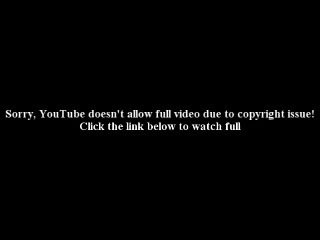 Sorry, YouTube doesn't allow full video due to copyright issue!
Click the link below to watch full